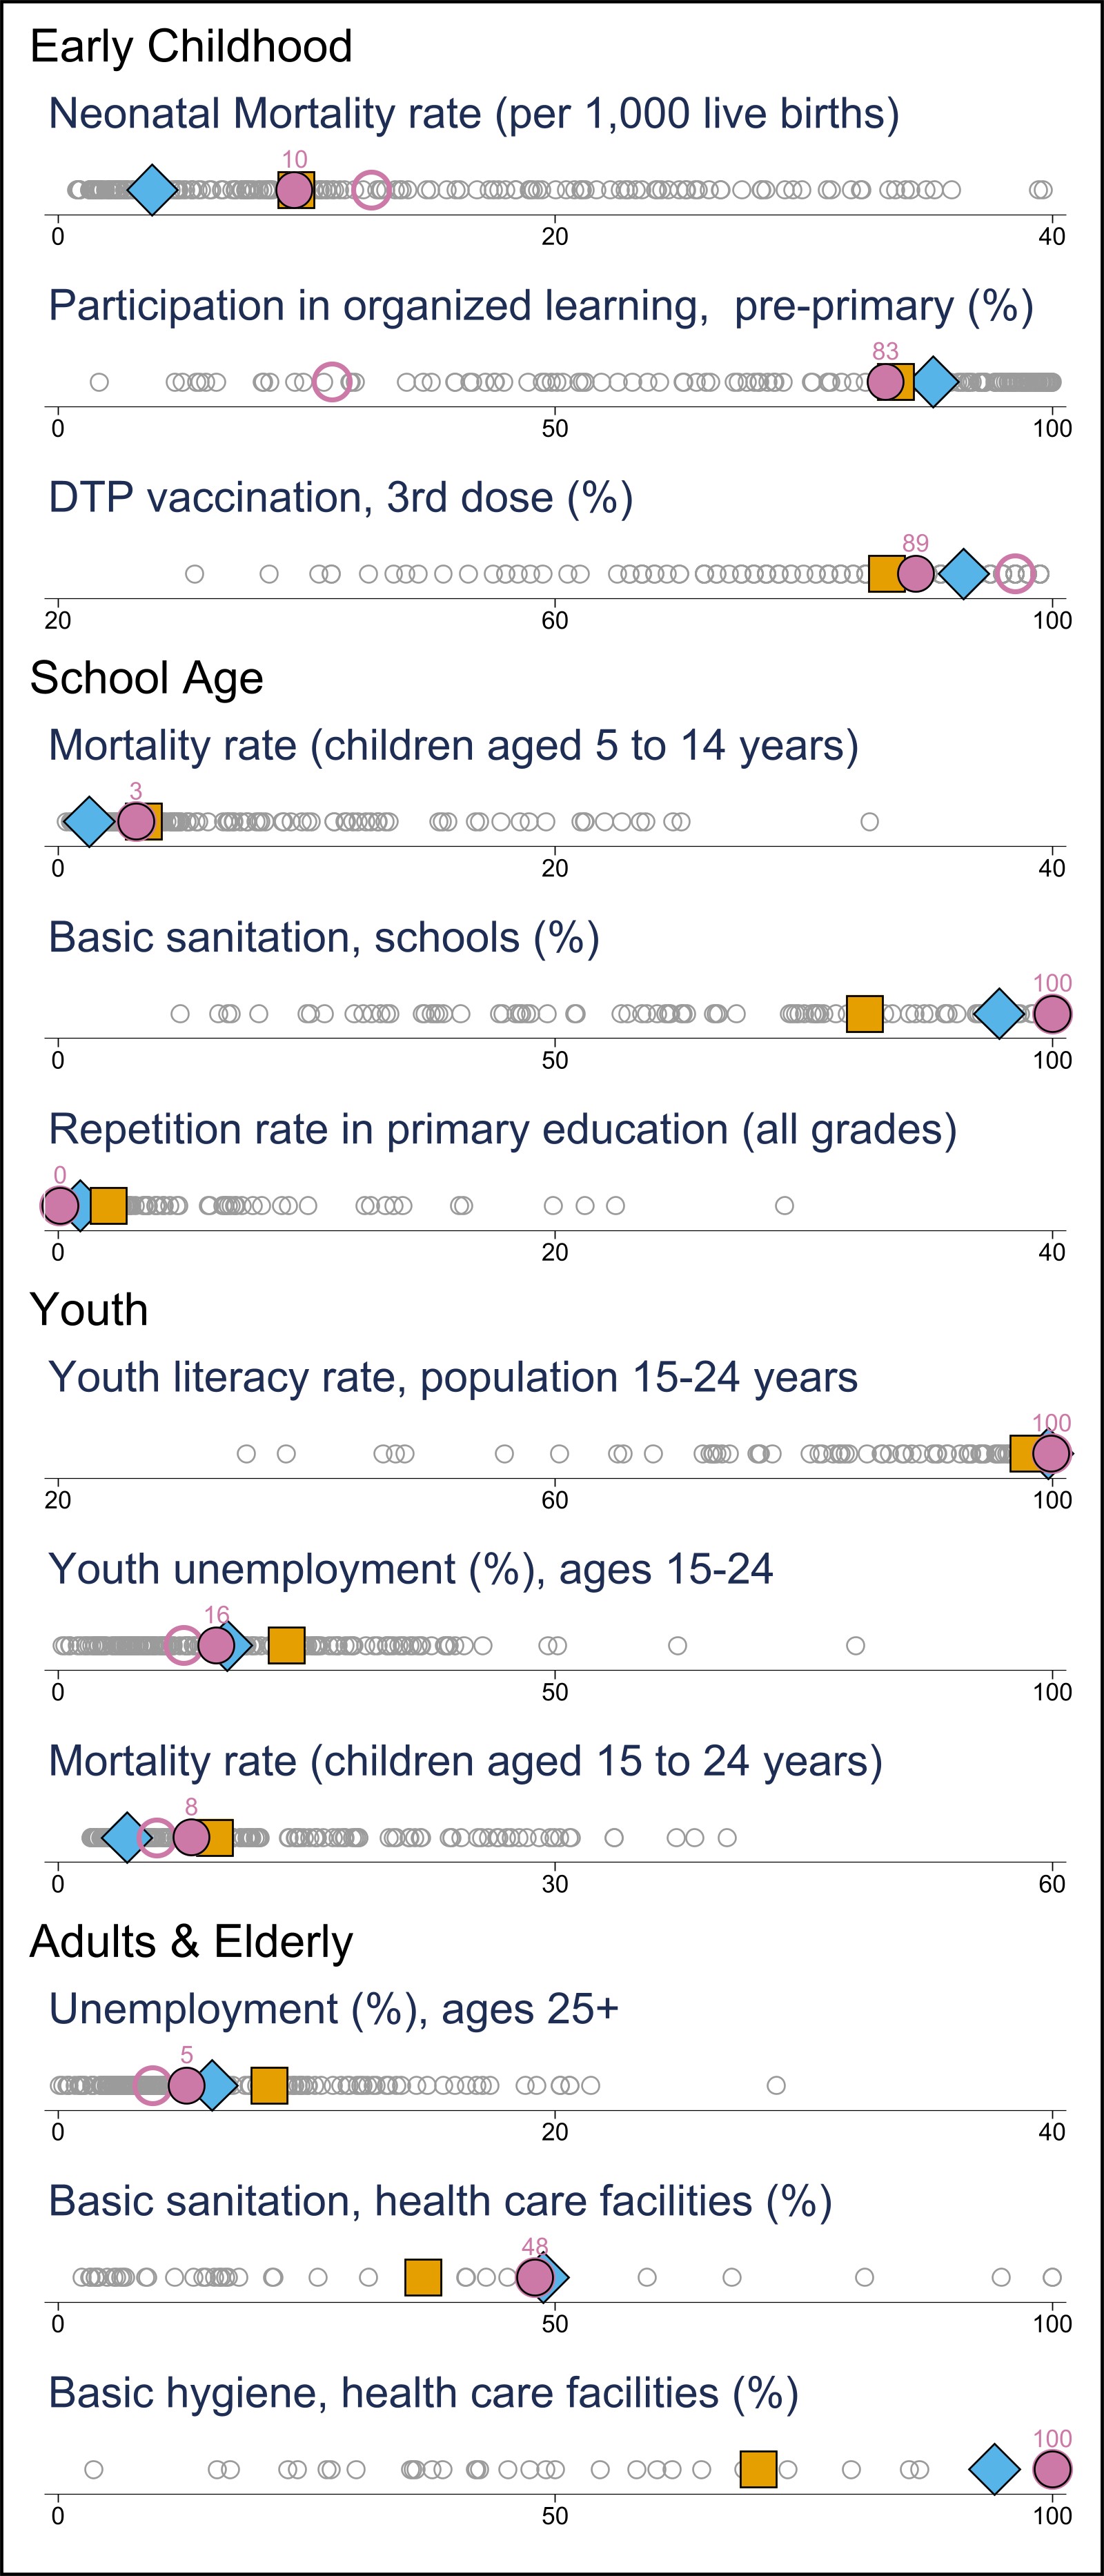 Early Childhood
Neonatal Mortality rate (per 1,000 live births)
10
0 20 40
Participation in organized learning,  pre-primary (%)
83
0 50 100
DTP vaccination, 3rd dose (%)
89
20 60 100
School Age
Mortality rate (children aged 5 to 14 years)
3
0 20 40
Basic sanitation, schools (%)
100
0 50 100
Repetition rate in primary education (all grades)
0
0 20 40
Youth
Youth literacy rate, population 15-24 years
100
20 60 100
Youth unemployment (%), ages 15-24
16
0 50 100
Mortality rate (children aged 15 to 24 years)
8
0 30 60
Adults & Elderly
Unemployment (%), ages 25+
5
0 20 40
Basic sanitation, health care facilities (%)
48
0 50 100
Basic hygiene, health care facilities (%)
100
0 50 100